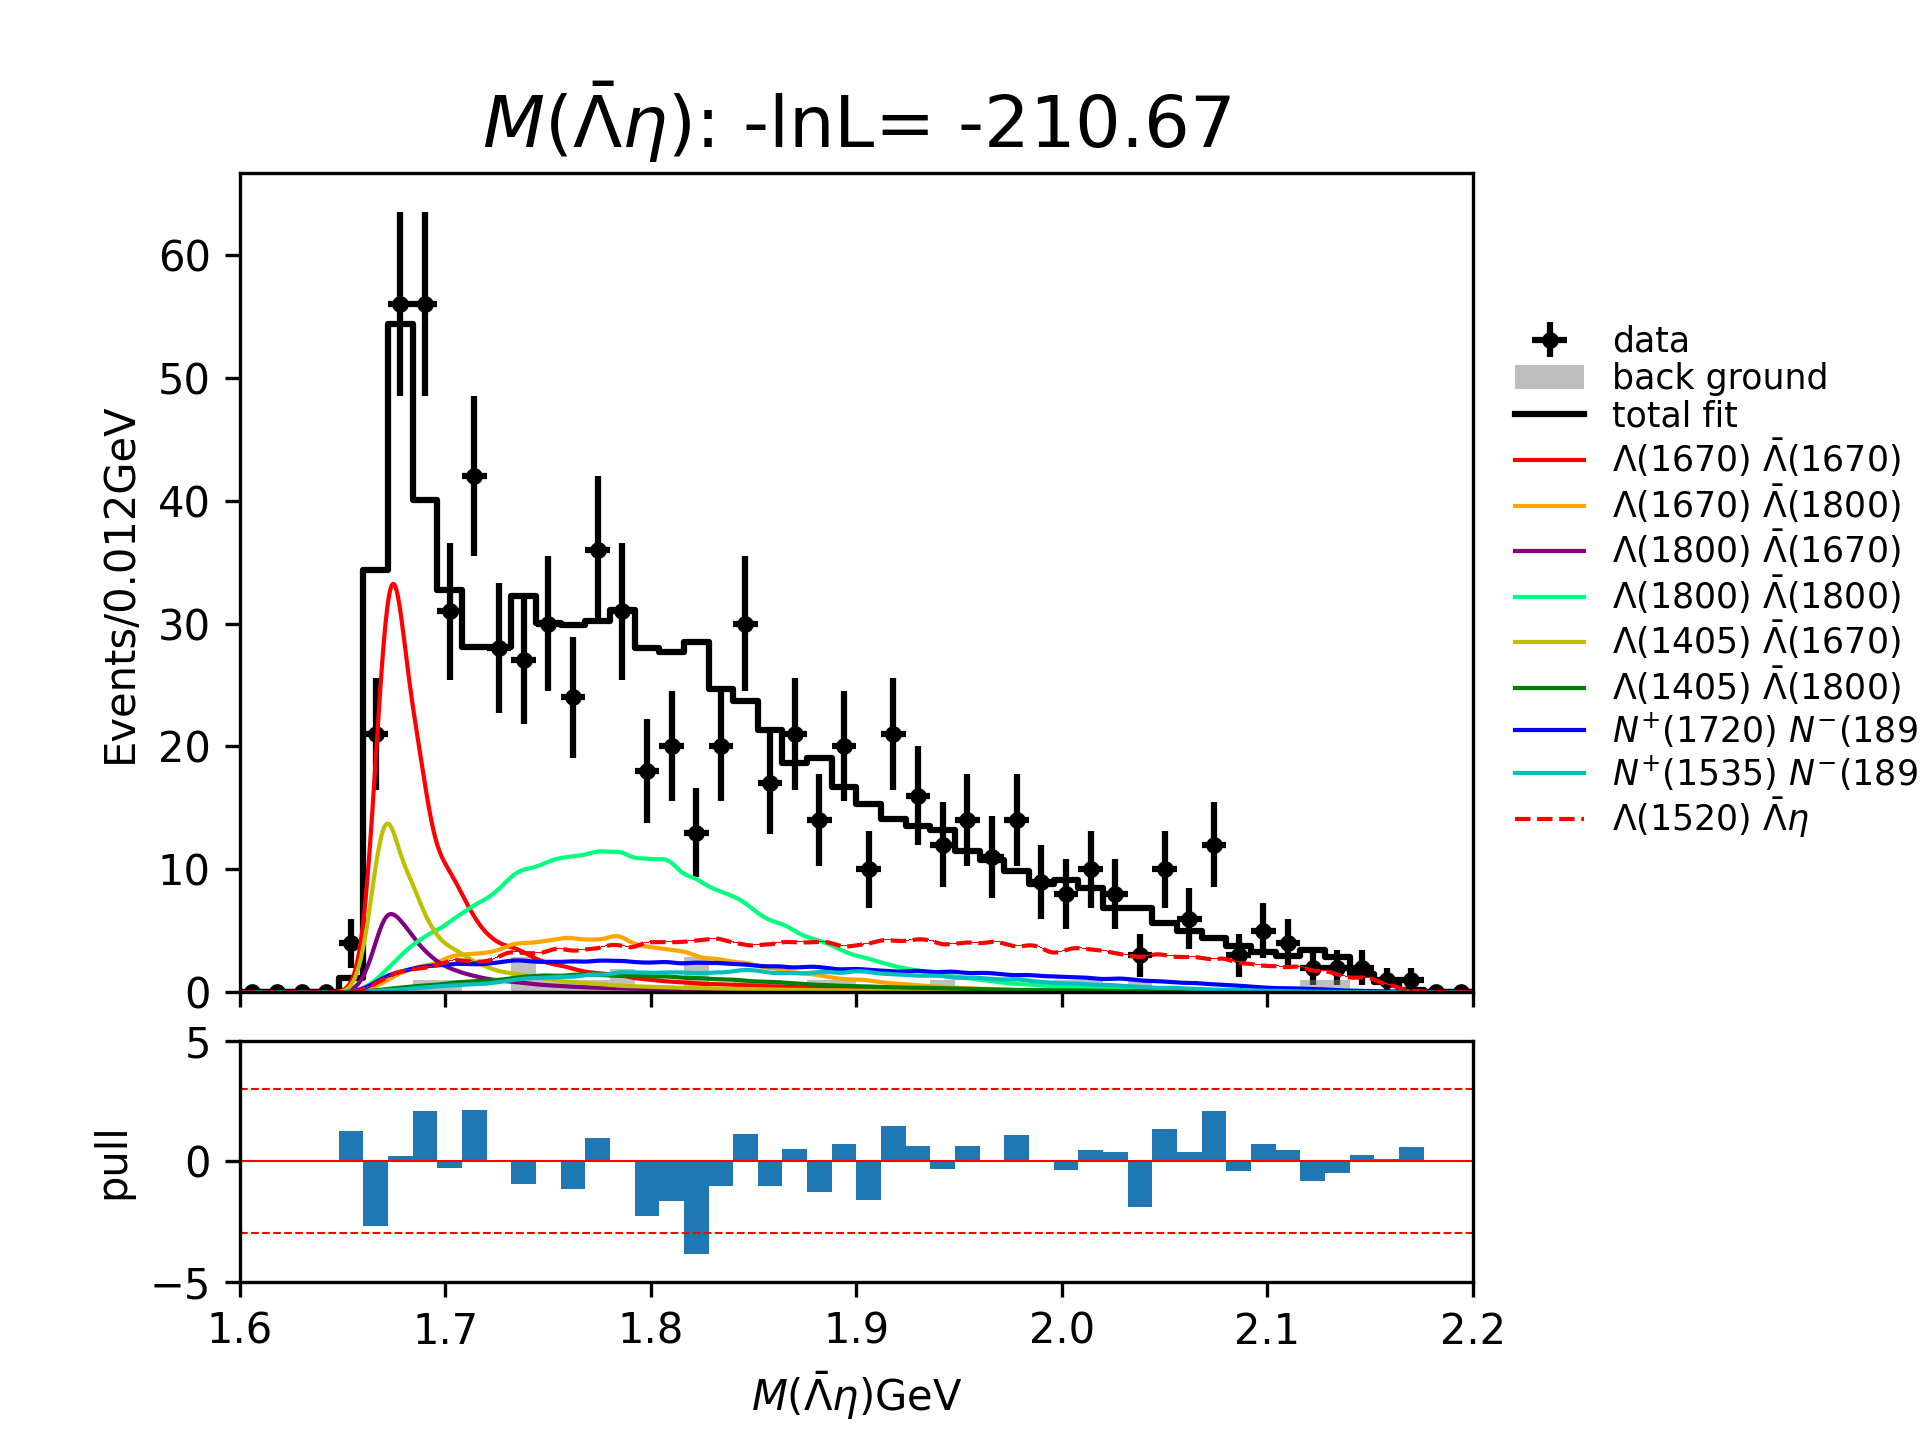 M(Λ̄η): -lnL= -210.67
Events/0.012GeV
60
50
40
30
20
10
0
data
back ground
total fit
Λ(1670) Λ̄(1670)
Λ(1670) Λ̄(1800)
Λ(1800) Λ̄(1670)
Λ(1800) Λ̄(1800)
Λ(1405) Λ̄(1670)
Λ(1405) Λ̄(1800)
N⁺(1720) N⁻(189
N⁺(1535) N⁻(189
Λ(1520) Λ̄η
pull
5
0
−5
1.6 1.7 1.8 1.9 2.0 2.1 2.2
M(Λ̄η)GeV